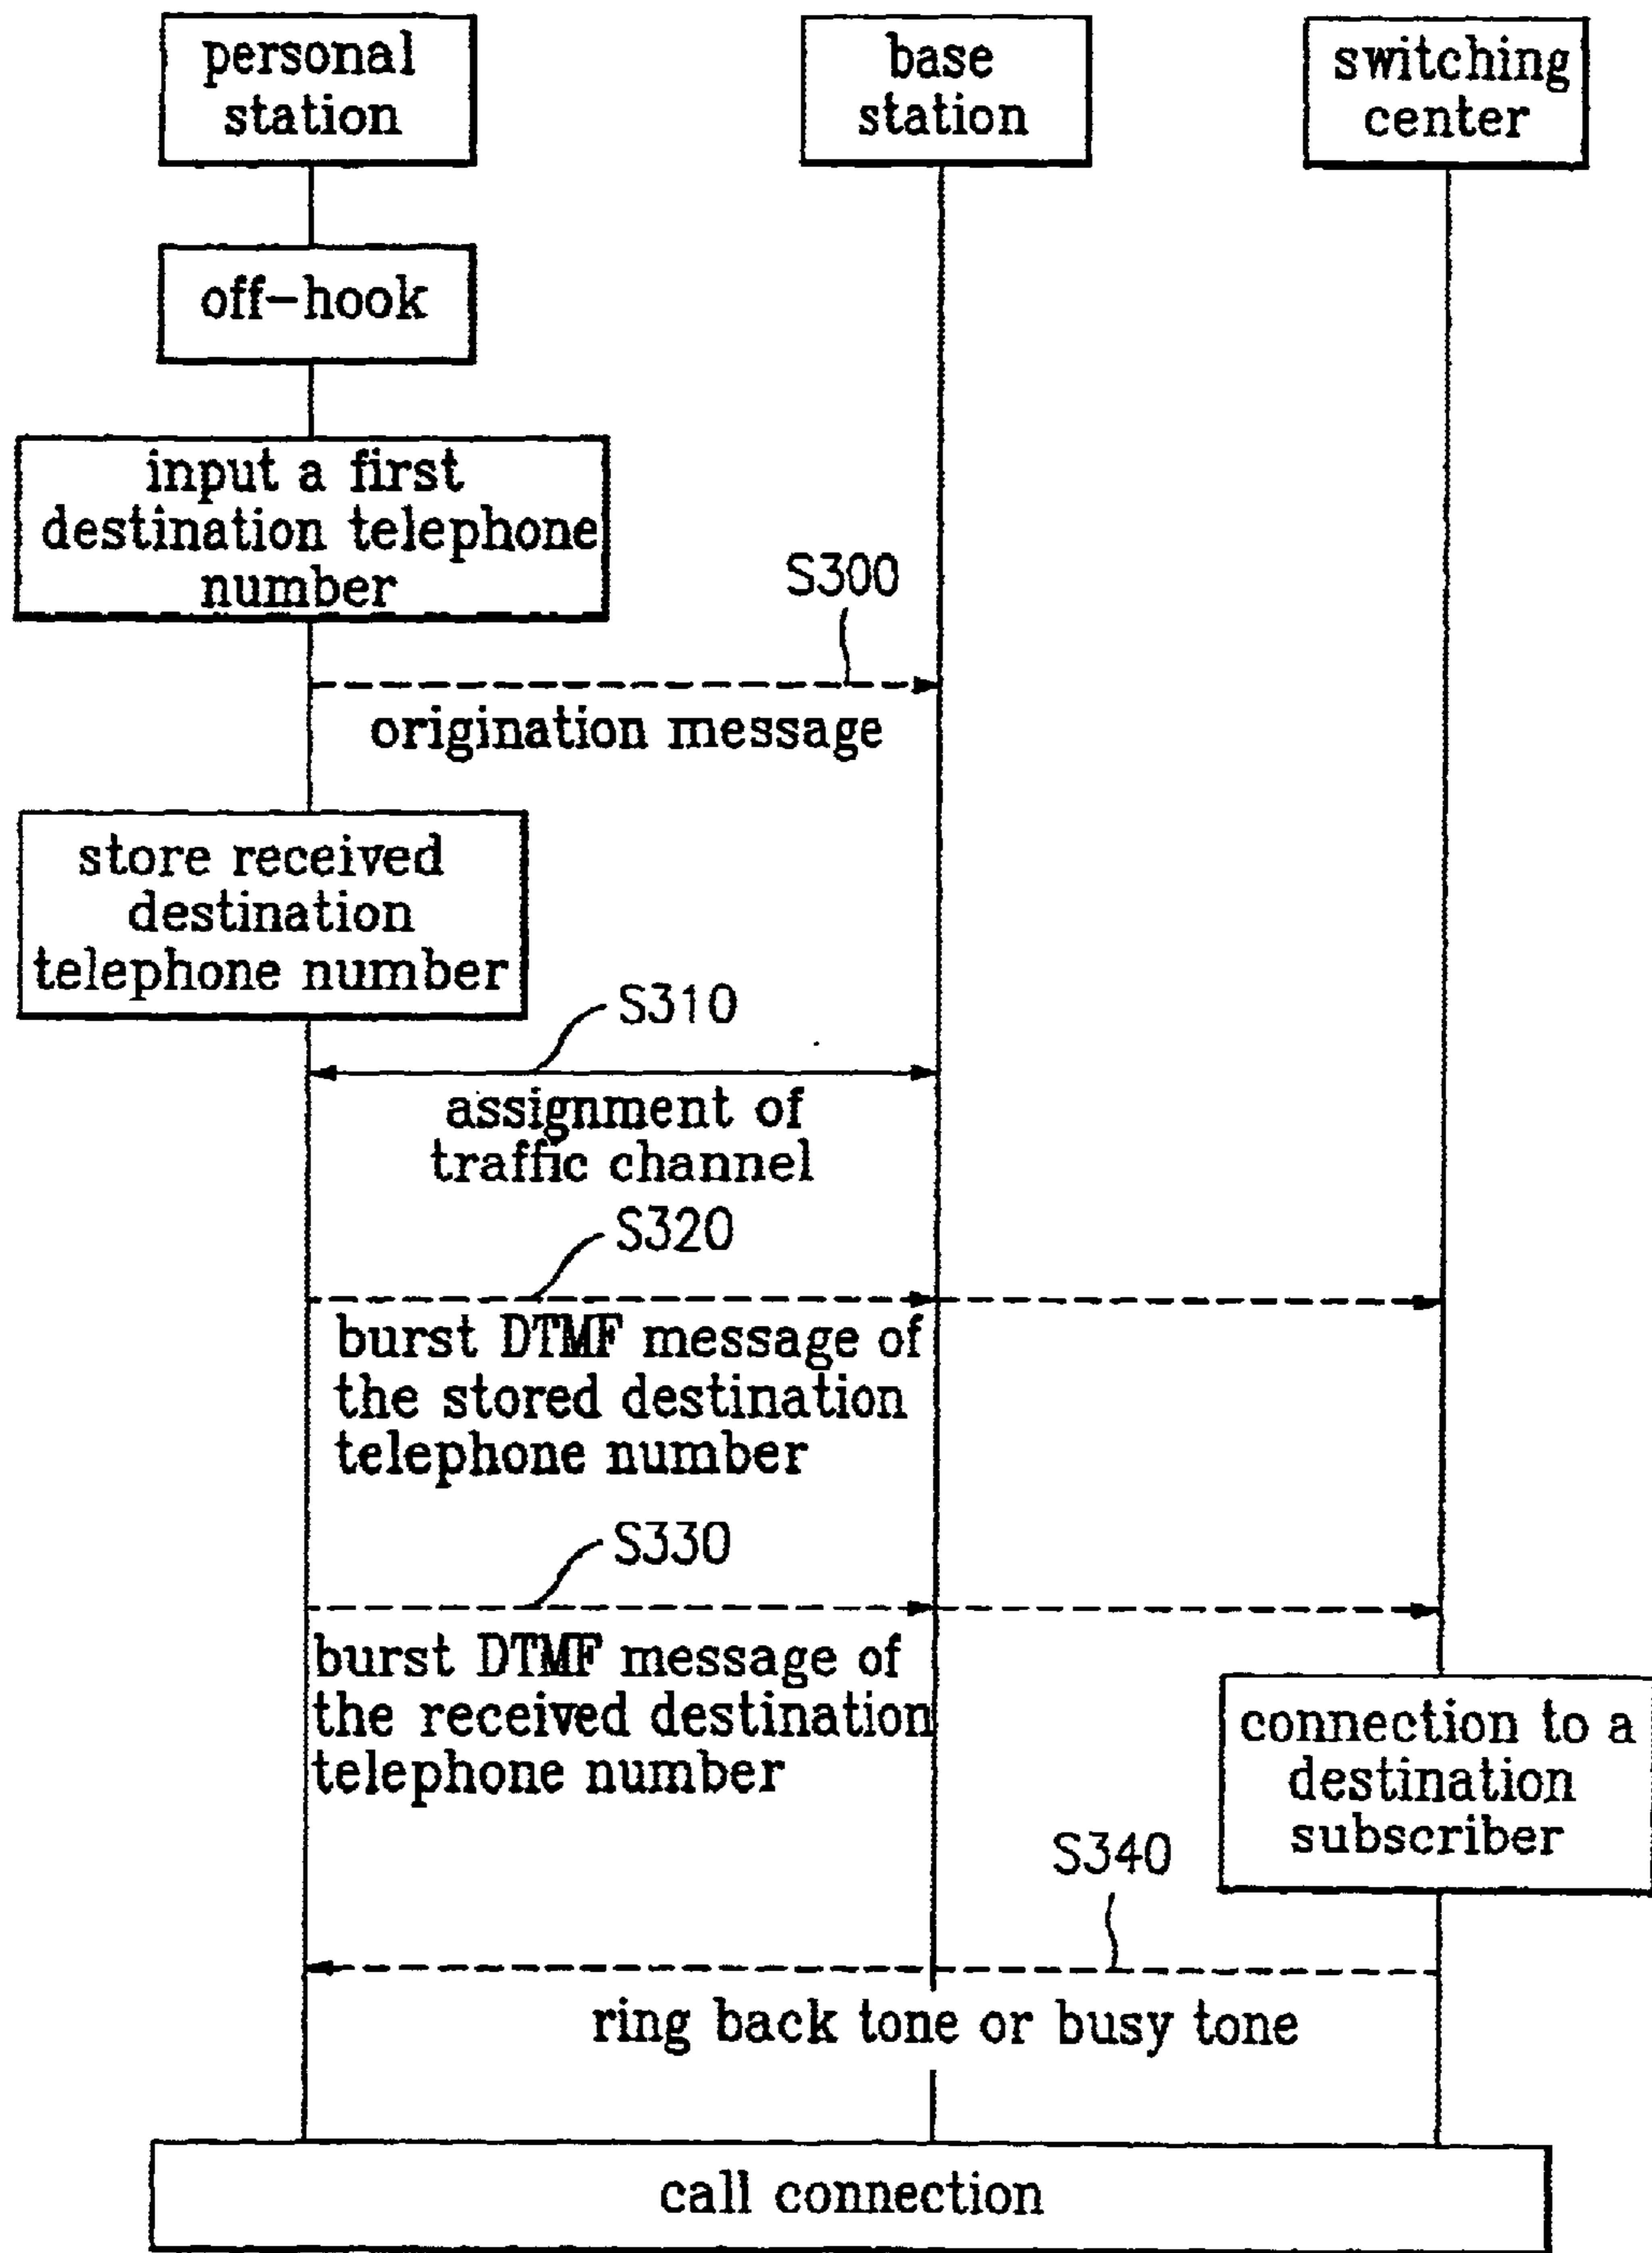 personal
station
base
station
switching
center
off-hook
input a first
destination telephone
number
S300
origination message
store received
destination
telephone number
S310
assignment of
traffic channel
S320
burst DTMF message of
the stored destination
telephone number
S330
burst DTMF message of
the received destination
telephone number
connection to a
destination
subscriber
S340
ring back tone or busy tone
call connection